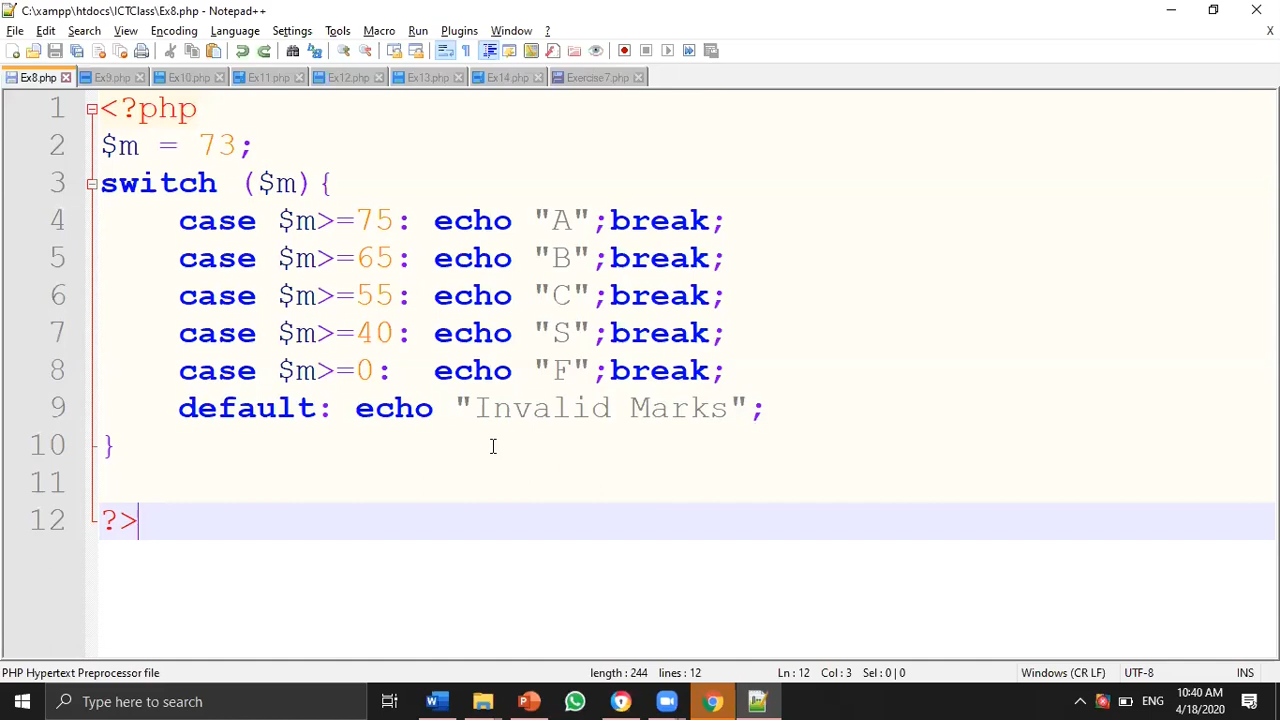 C:\xampp\htdocs\ICTClass\Ex8.php - Notepad++
File Edit Search View Encoding Language Settings Tools Macro Run Plugins Window ? X
Ex8.php Ex9.php Ex10.php Ex11.php Ex12.php Ex13.php Ex14.php Exercise7.php
1 <?php
2 $m = 73;
3 switch ($m){
4 case $m>=75: echo "A";break;
5 case $m>=65: echo "B";break;
6 case $m>=55: echo "C";break;
7 case $m>=40: echo "S";break;
8 case $m>=0: echo "F";break;
9 default: echo "Invalid Marks";
10 }
11
12 ?>
PHP Hypertext Preprocessor file length : 244 lines : 12 Ln : 12 Col : 3 Sel : 0 | 0 Windows (CR LF) UTF-8 INS
Type here to search ENG 10:40 AM
4/18/2020